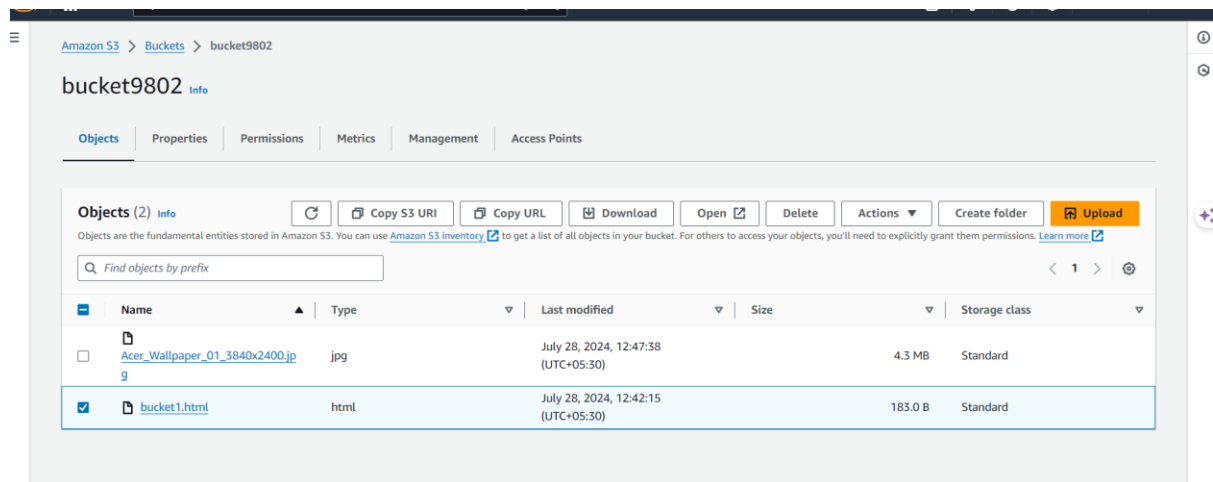 Amazon S3 > Buckets > bucket9802
bucket9802 Info
Objects Properties Permissions Metrics Management Access Points
Objects (2) Info Copy S3 URI Copy URL Download Open Delete Actions Create folder Upload
Objects are the fundamental entities stored in Amazon S3. You can use Amazon S3 inventory to get a list of all objects in your bucket. For others to access your objects, you'll need to explicitly grant them permissions. Learn more
Find objects by prefix 1
Name Type Last modified Size Storage class
Acer_Wallpaper_01_3840x2400.jp
g
jpg
July 28, 2024, 12:47:38
(UTC+05:30)
4.3 MB
Standard
bucket1.html
html
July 28, 2024, 12:42:15
(UTC+05:30)
183.0 B
Standard